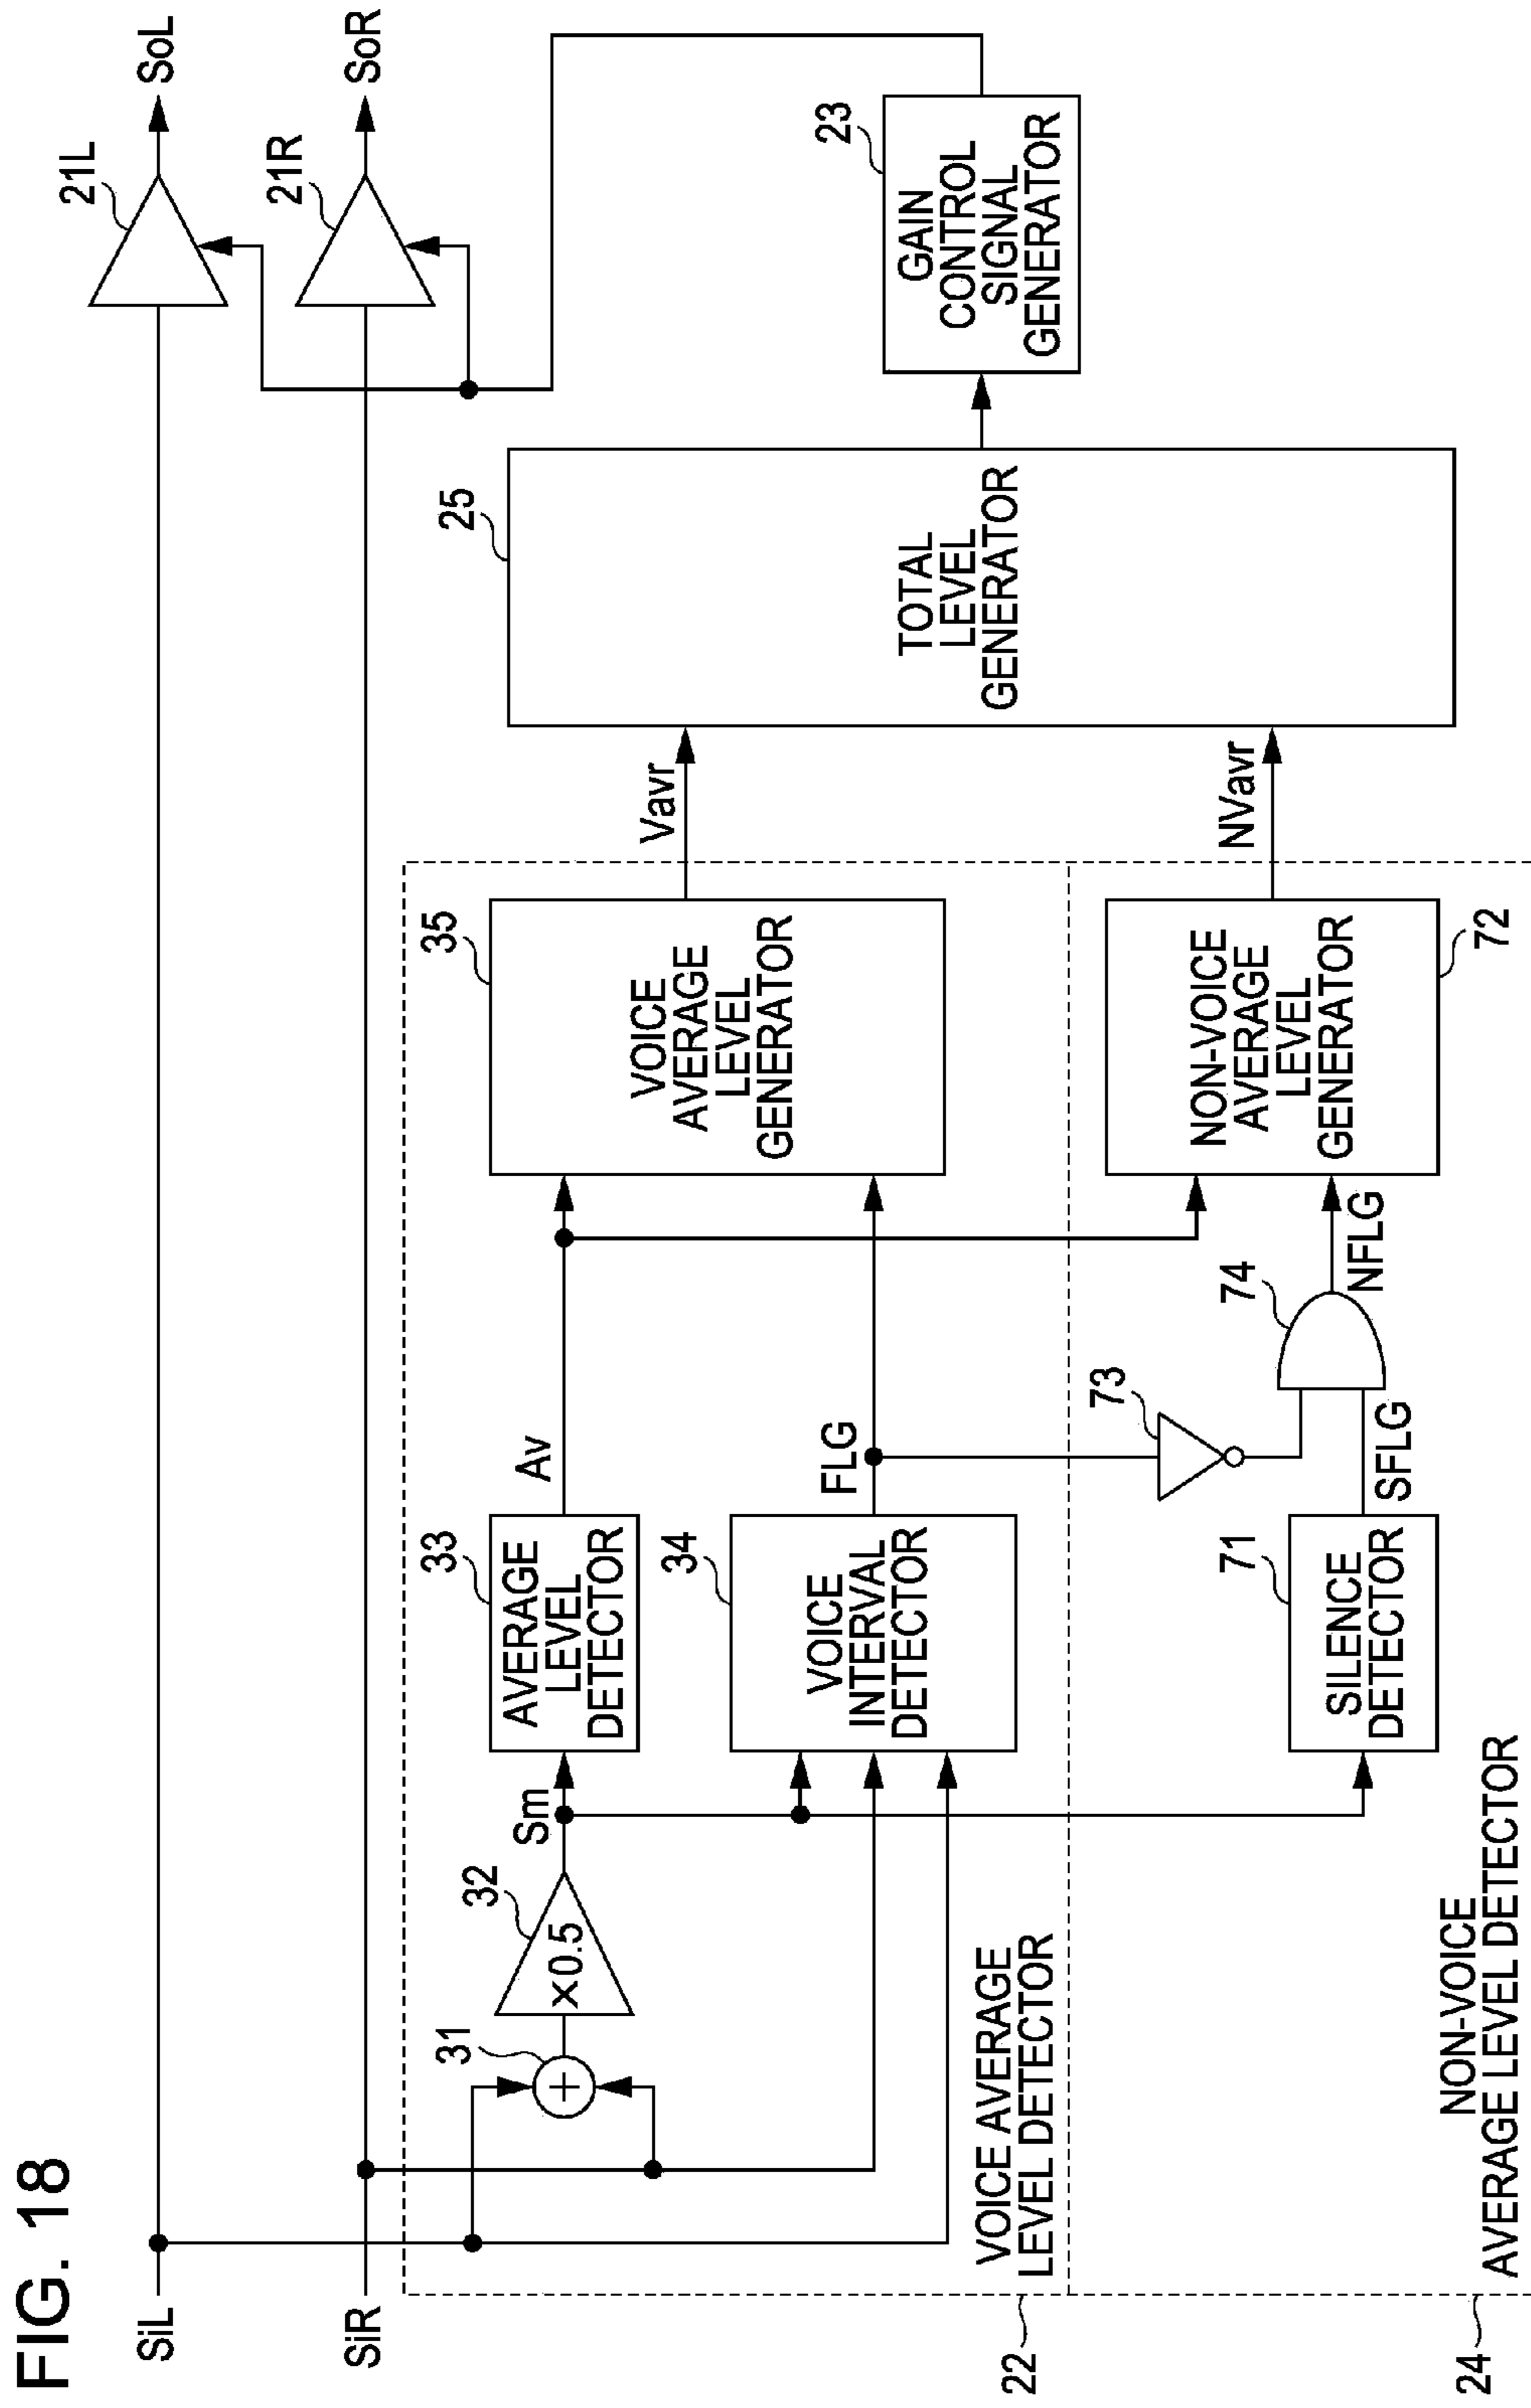 FIG. 18
SiL
SiR
21L
SoL
21R
SoR
31
32
×0.5
Sm
33
AVERAGE
LEVEL
DETECTOR
Av
34
VOICE
INTERVAL
DETECTOR
FLG
35
VOICE
AVERAGE
LEVEL
GENERATOR
Vavr
25
TOTAL
LEVEL
GENERATOR
23
GAIN
CONTROL
SIGNAL
GENERATOR
VOICE AVERAGE
LEVEL DETECTOR
22
71
SILENCE
DETECTOR
SFLG
73
74
NFLG
NON-VOICE
AVERAGE
LEVEL
GENERATOR
72
NVavr
NON-VOICE
AVERAGE LEVEL DETECTOR
24